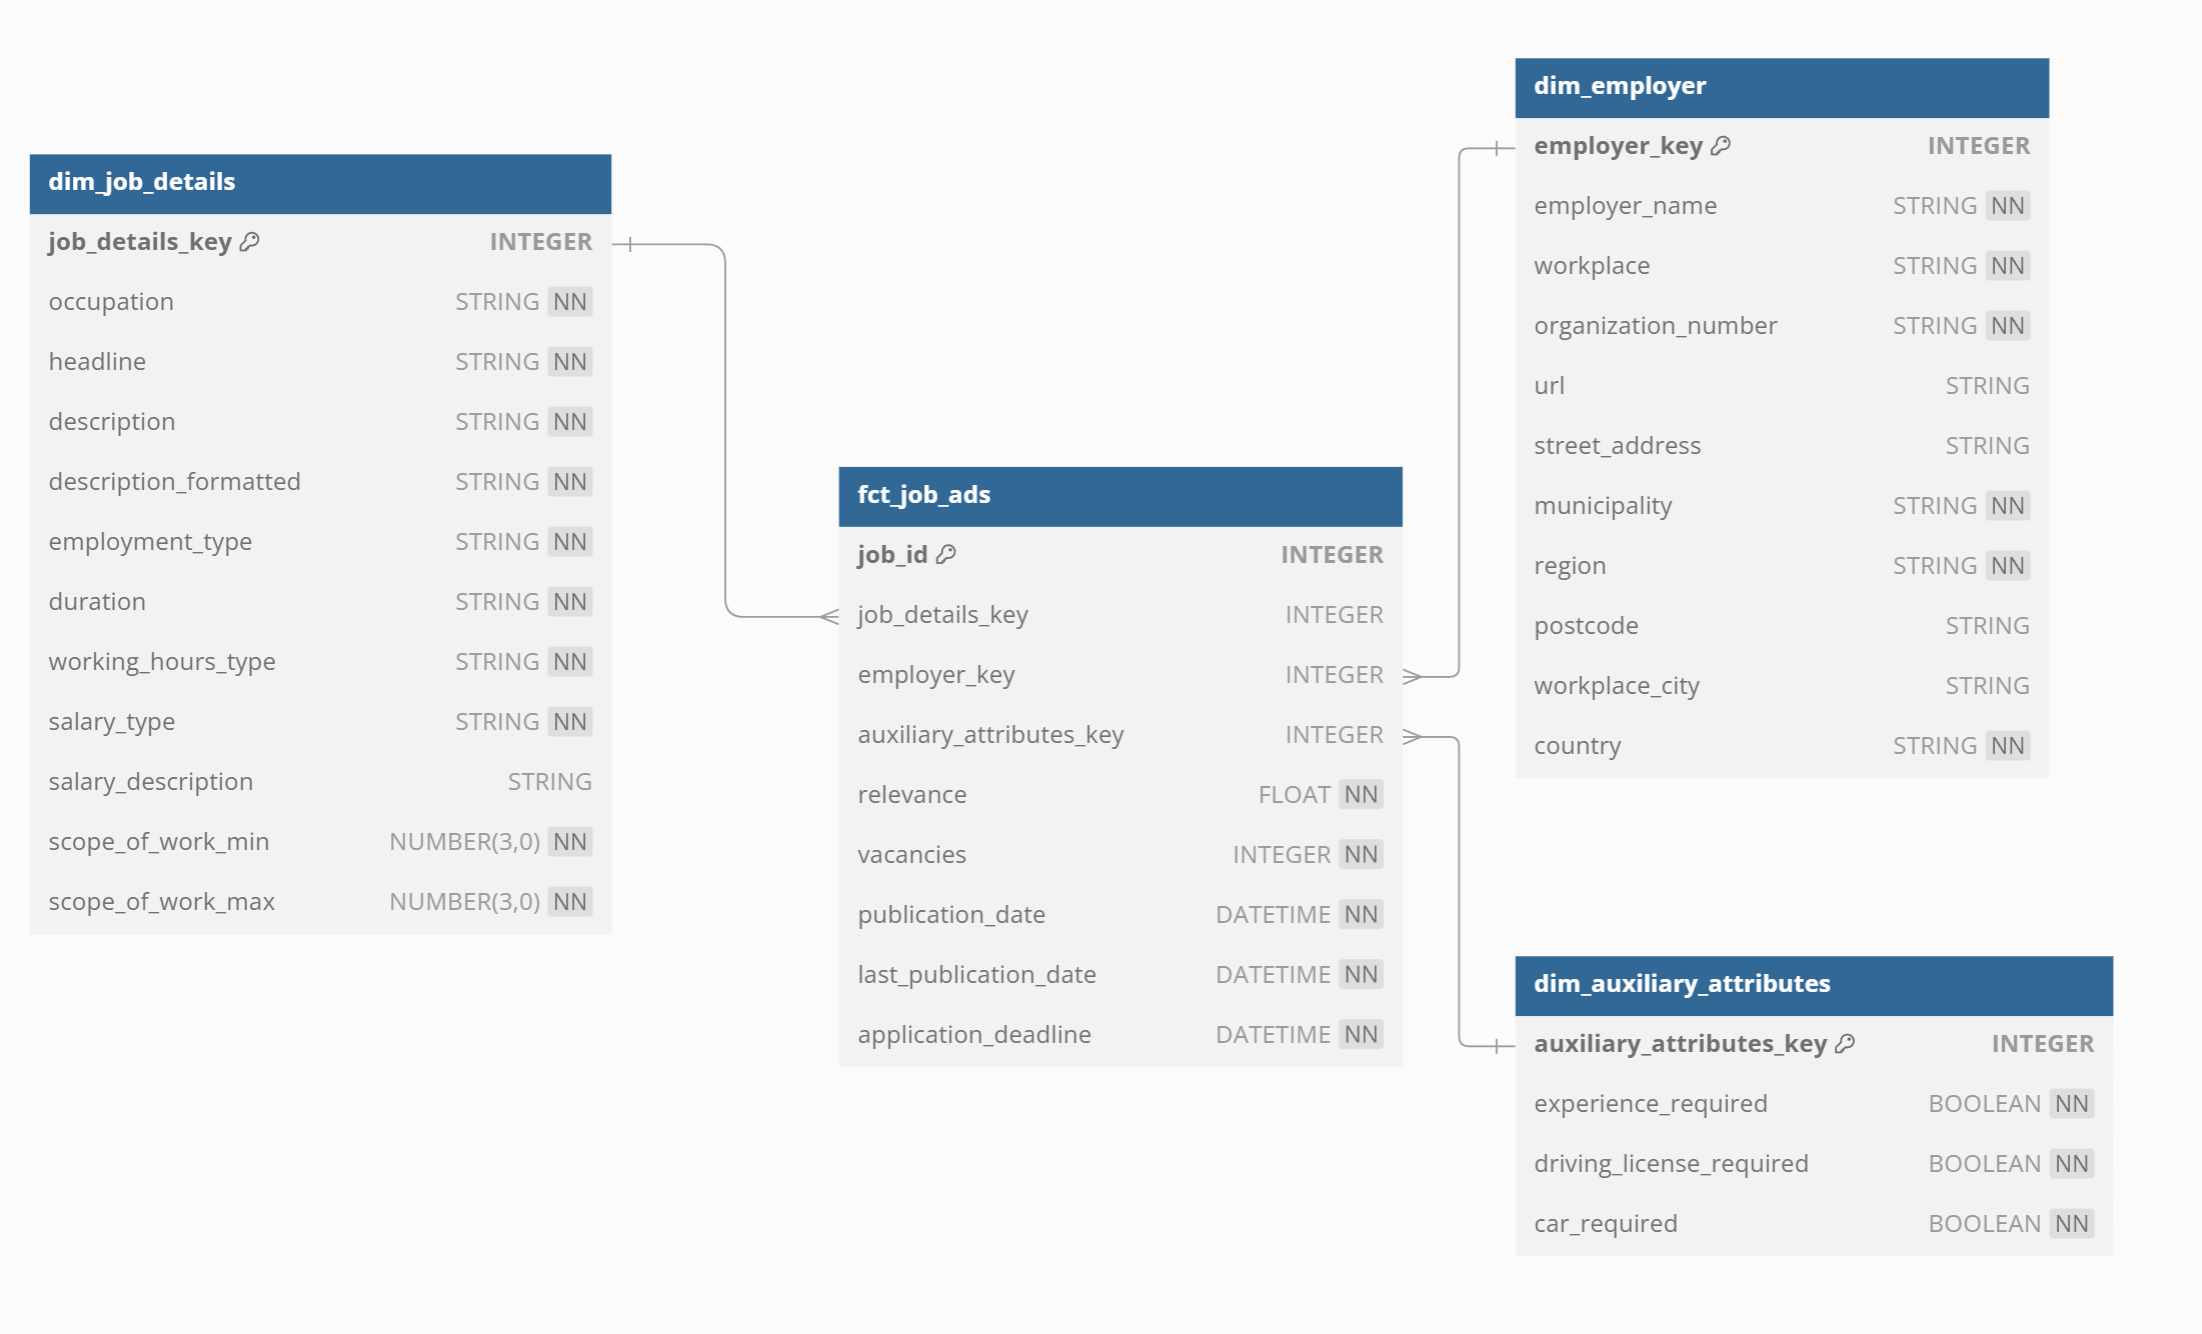 dim_job_details
job_details_key INTEGER
occupation STRING NN
headline STRING NN
description STRING NN
description_formatted STRING NN
employment_type STRING NN
duration STRING NN
working_hours_type STRING NN
salary_type STRING NN
salary_description STRING
scope_of_work_min NUMBER(3,0) NN
scope_of_work_max NUMBER(3,0) NN
fct_job_ads
job_id INTEGER
job_details_key INTEGER
employer_key INTEGER
auxiliary_attributes_key INTEGER
relevance FLOAT NN
vacancies INTEGER NN
publication_date DATETIME NN
last_publication_date DATETIME NN
application_deadline DATETIME NN
dim_employer
employer_key INTEGER
employer_name STRING NN
workplace STRING NN
organization_number STRING NN
url STRING
street_address STRING
municipality STRING NN
region STRING NN
postcode STRING
workplace_city STRING
country STRING NN
dim_auxiliary_attributes
auxiliary_attributes_key INTEGER
experience_required BOOLEAN NN
driving_license_required BOOLEAN NN
car_required BOOLEAN NN